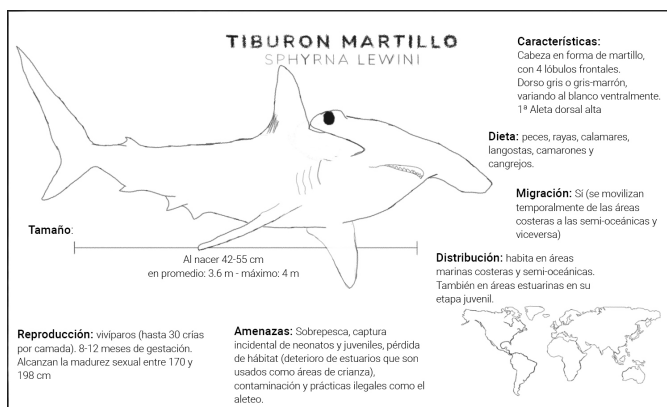 TIBURON MARTILLO
SPHYRNA LEWINI
Características:
Cabeza en forma de martillo,
con 4 lóbulos frontales.
Dorso gris o gris-marrón,
variando al blanco ventralmente.
1ª Aleta dorsal alta
Dieta: peces, rayas, calamares,
langostas, camarones y
cangrejos.
Migración: Sí (se movilizan
temporalmente de las áreas
costeras a las semi-oceánicas y
viceversa)
Tamaño:
Al nacer 42-55 cm
en promedio: 3.6 m - máximo: 4 m
Distribución: habita en áreas
marinas costeras y semi-oceánicas.
También en áreas estuarinas en su
etapa juvenil.
Reproducción: vivíparos (hasta 30 crías
por camada). 8-12 meses de gestación.
Alcanzan la madurez sexual entre 170 y
198 cm
Amenazas: Sobrepesca, captura
incidental de neonatos y juveniles, pérdida
de hábitat (deterioro de estuarios que son
usados como áreas de crianza),
contaminación y prácticas ilegales como el
aleteo.